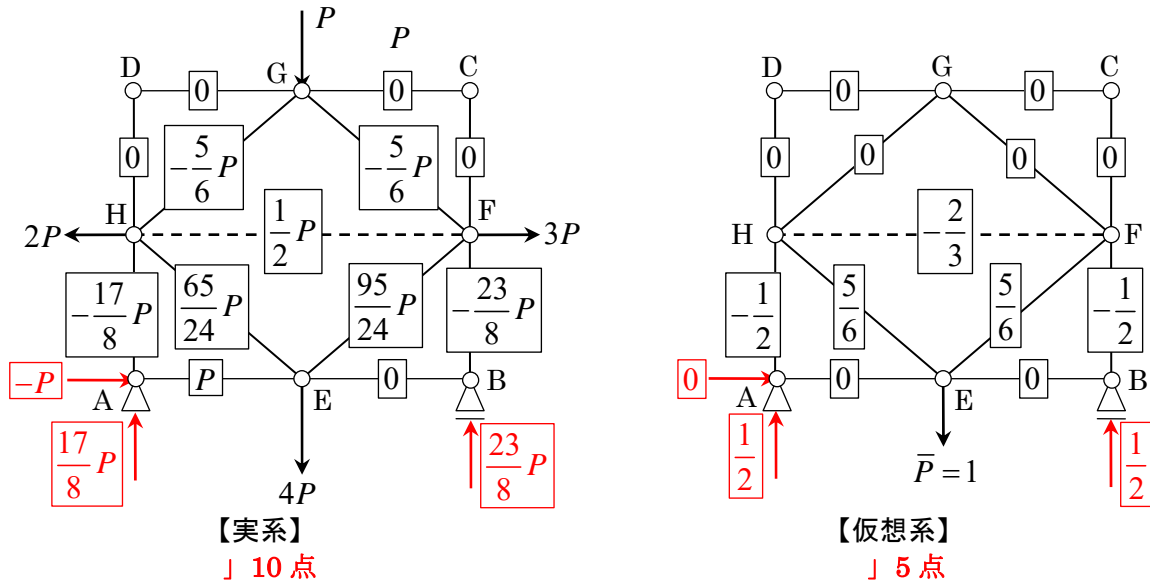 P
P
D
G
C
D
G
C
0
0
0
0
0
0
0
0
-5/6 P
-5/6 P
0
0
H
1/2 P
F
H
-2/3
F
2P
3P
-17/8 P
65/24 P
95/24 P
-23/8 P
-1/2
5/6
5/6
-1/2
-P
P
0
0
0
0
A
E
B
A
E
B
17/8 P
23/8 P
1/2
1/2
4P
P̄ = 1
【実系】
【仮想系】
」10 点
」5 点